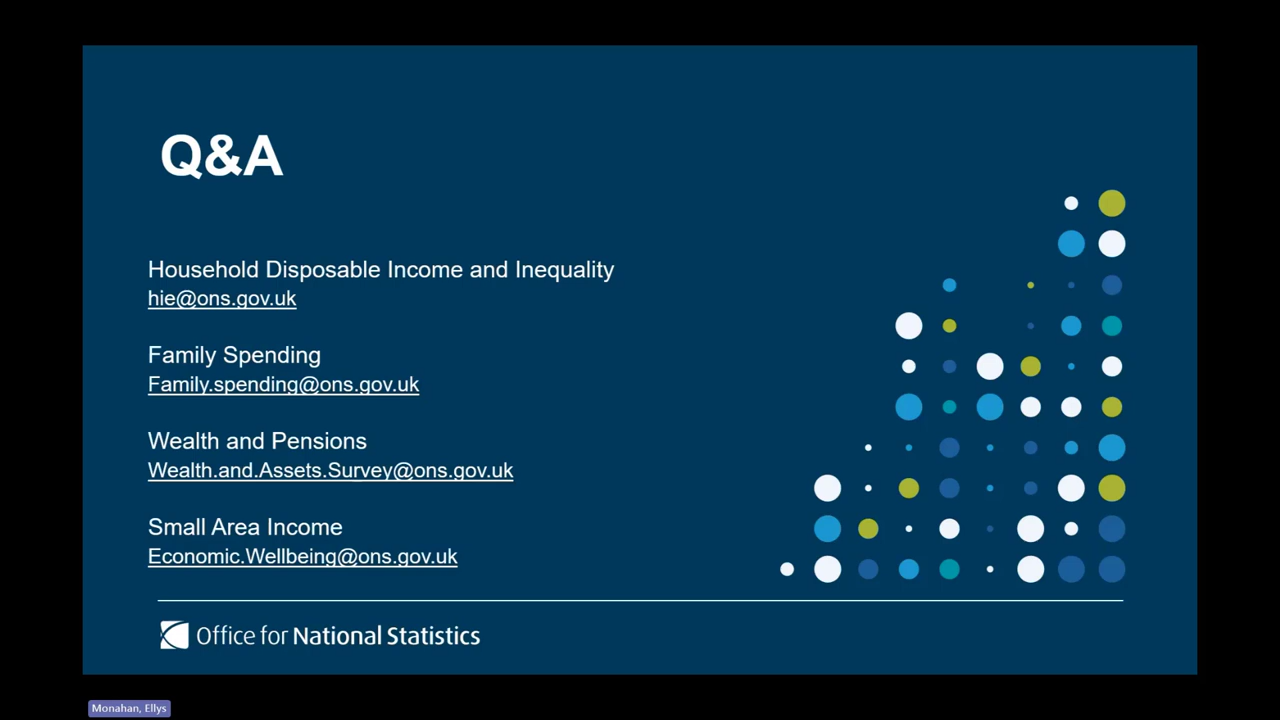 Q&A
Household Disposable Income and Inequality
hie@ons.gov.uk
Family Spending
Family.spending@ons.gov.uk
Wealth and Pensions
Wealth.and.Assets.Survey@ons.gov.uk
Small Area Income
Economic.Wellbeing@ons.gov.uk
Office for National Statistics
Monahan, Ellys